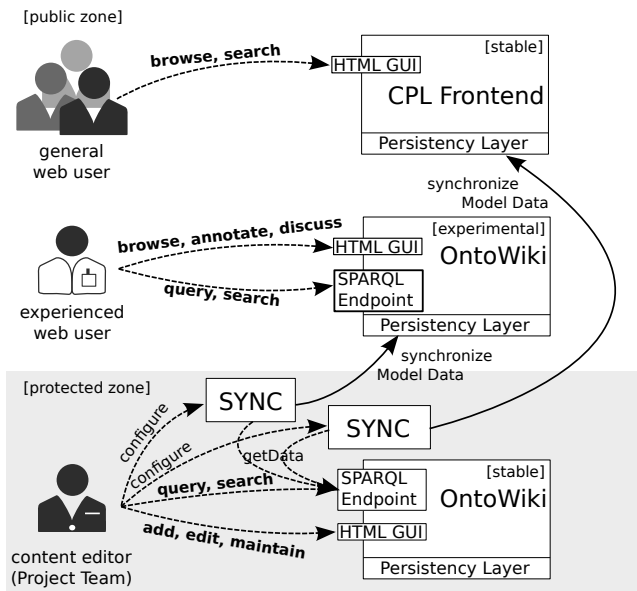 [public zone]
browse, search
[stable]
HTML GUI
CPL Frontend
Persistency Layer
general
web user
synchronize
Model Data
browse, annotate, discuss
[experimental]
HTML GUI
OntoWiki
SPARQL
Endpoint
query, search
Persistency Layer
experienced
web user
synchronize
Model Data
[protected zone]
SYNC
SYNC
configure
configure
getData
query, search
[stable]
SPARQL
Endpoint
OntoWiki
add, edit, maintain
HTML GUI
Persistency Layer
content editor
(Project Team)